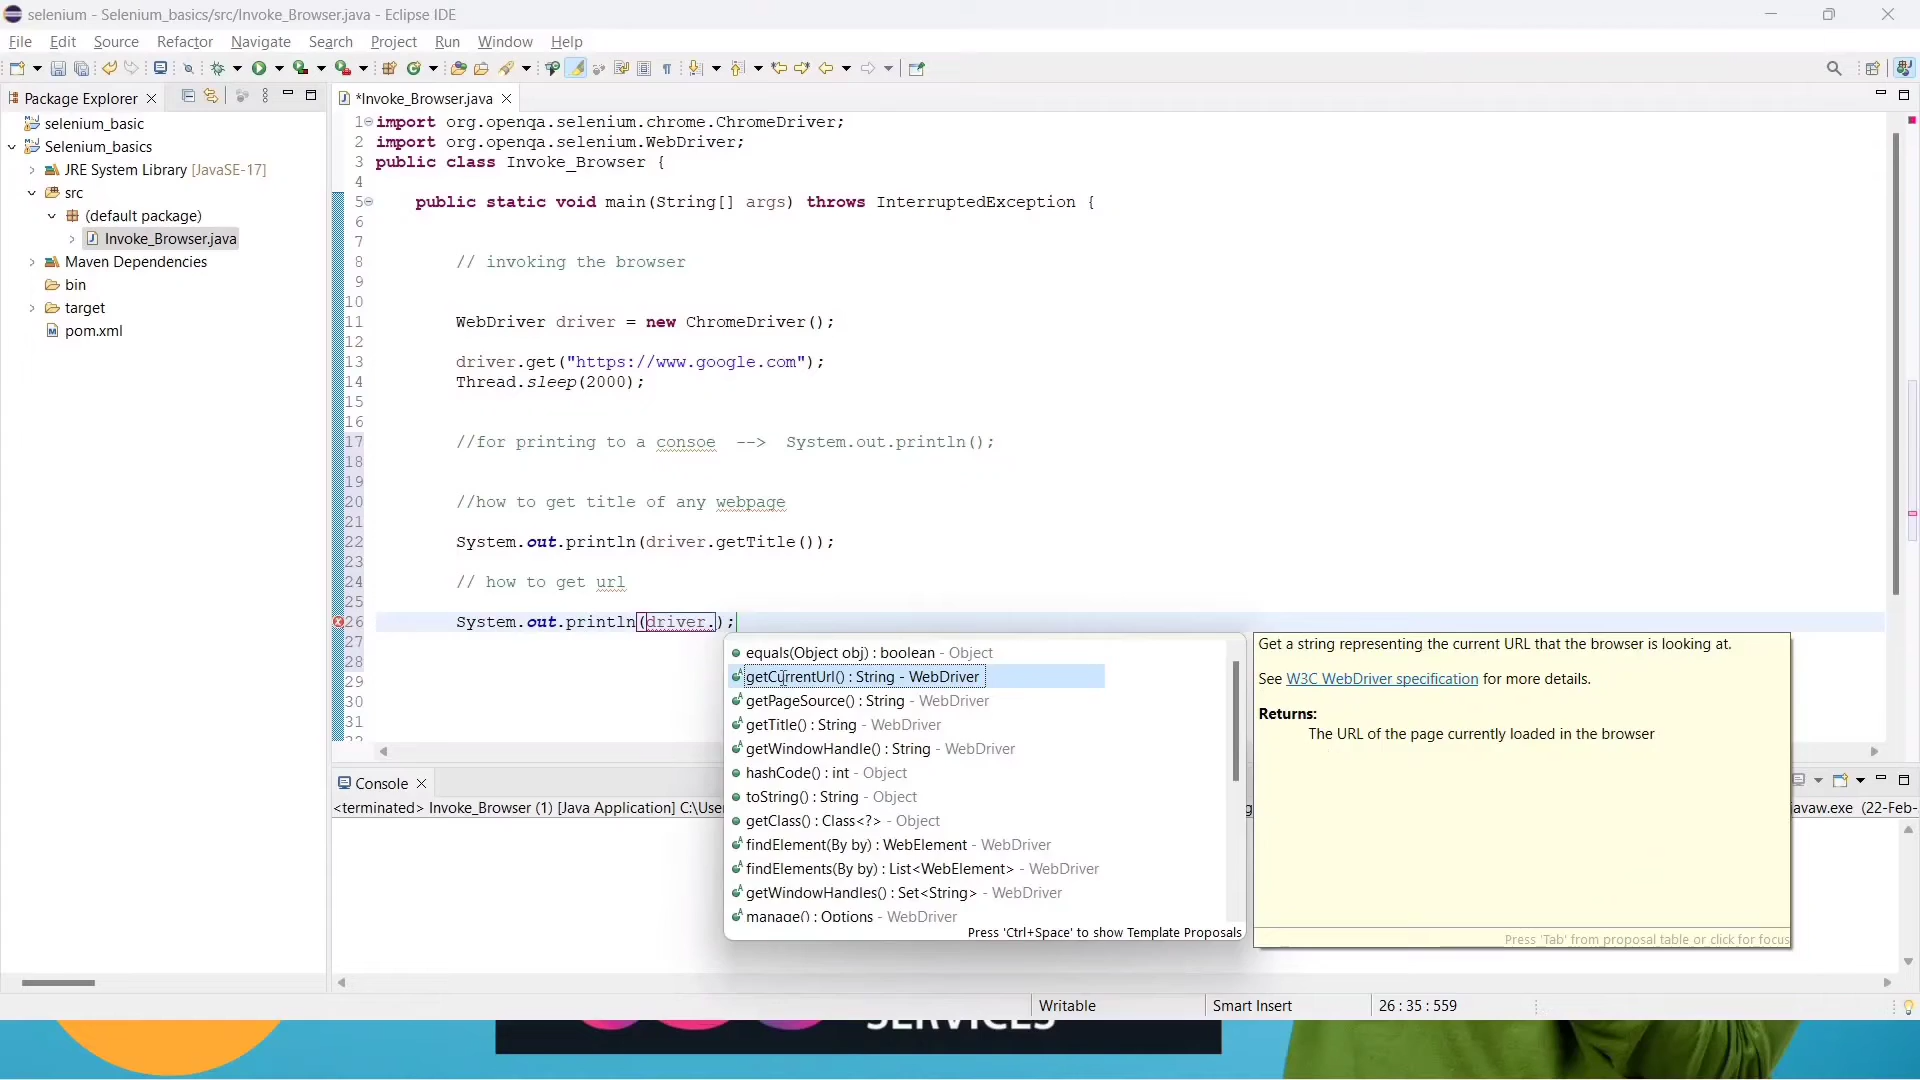 selenium - Selenium_basics/src/Invoke_Browser.java - Eclipse IDE
File Edit Source Refactor Navigate Search Project Run Window Help
Package Explorer
*Invoke_Browser.java
selenium_basic
Selenium_basics
JRE System Library [JavaSE-17]
src
(default package)
Invoke_Browser.java
Maven Dependencies
bin
target
pom.xml
1 import org.openqa.selenium.chrome.ChromeDriver;
2 import org.openqa.selenium.WebDriver;
3 public class Invoke_Browser {
4
5 public static void main(String[] args) throws InterruptedException {
6
7
8 // invoking the browser
9
10
11 WebDriver driver = new ChromeDriver();
12
13 driver.get("https://www.google.com");
14 Thread.sleep(2000);
15
16
17 //for printing to a consoe --> System.out.println();
18
19
20 //how to get title of any webpage
21
22 System.out.println(driver.getTitle());
23
24 // how to get url
25
26 System.out.println(driver.);
27
28
29
30
31
32
equals(Object obj) : boolean - Object
getCurrentUrl() : String - WebDriver
getPageSource() : String - WebDriver
getTitle() : String - WebDriver
getWindowHandle() : String - WebDriver
hashCode() : int - Object
toString() : String - Object
getClass() : Class<?> - Object
findElement(By by) : WebElement - WebDriver
findElements(By by) : List<WebElement> - WebDriver
getWindowHandles() : Set<String> - WebDriver
manage() : Options - WebDriver
Press 'Ctrl+Space' to show Template Proposals
Get a string representing the current URL that the browser is looking at.
See W3C WebDriver specification for more details.
Returns:
The URL of the page currently loaded in the browser
Press 'Tab' from proposal table or click for focus
Console
<terminated> Invoke_Browser (1) [Java Application] C:\Use
javaw.exe (22-Feb-
Writable Smart Insert 26 : 35 : 559
SERVICES